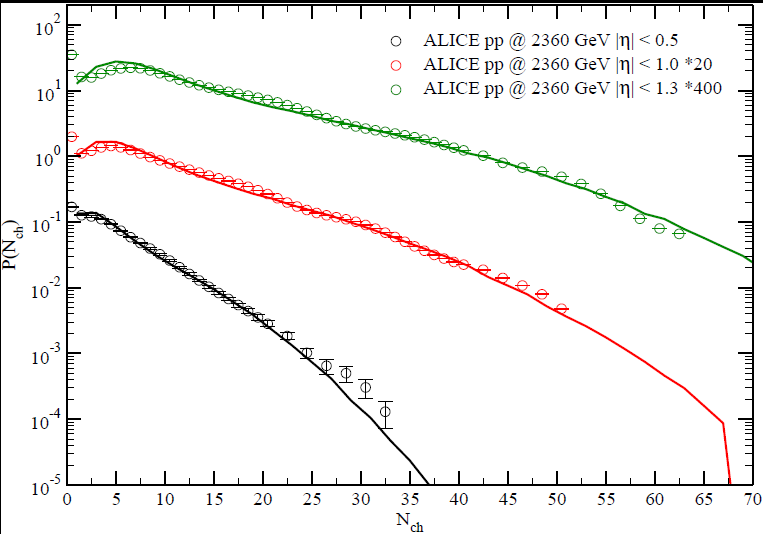 ALICE pp @ 2360 GeV |η| < 0.5
ALICE pp @ 2360 GeV |η| < 1.0 *20
ALICE pp @ 2360 GeV |η| < 1.3 *400
P(N_ch)
10^2
10^1
10^0
10^-1
10^-2
10^-3
10^-4
10^-5
0 5 10 15 20 25 30 35 40 45 50 55 60 65 70
N_ch